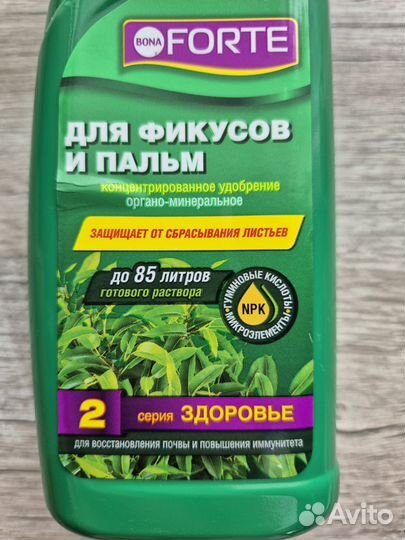 BONA
FORTE
ДЛЯ ФИКУСОВ
И ПАЛЬМ
концентрированное удобрение
органо-минеральное
ЗАЩИЩАЕТ ОТ СБРАСЫВАНИЯ ЛИСТЬЕВ
до 85 литров
готового раствора
ГУМИНОВЫЕ КИСЛОТЫ
NPK
МИКРОЭЛЕМЕНТЫ
2 серия ЗДОРОВЬЕ
для восстановления почвы и повышения иммунитета
Avito